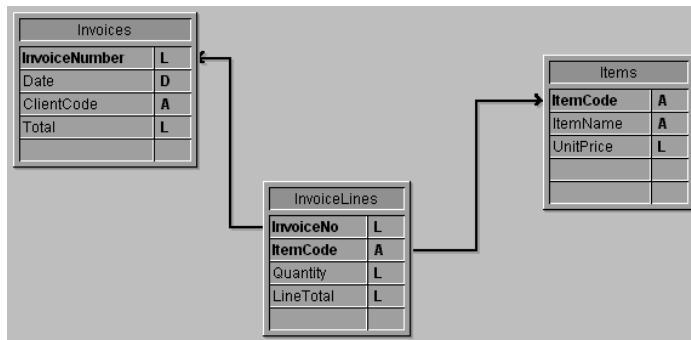 Invoices
InvoiceNumber L
Date D
ClientCode A
Total L
Items
ItemCode A
ItemName A
UnitPrice L
InvoiceLines
InvoiceNo L
ItemCode A
Quantity L
LineTotal L